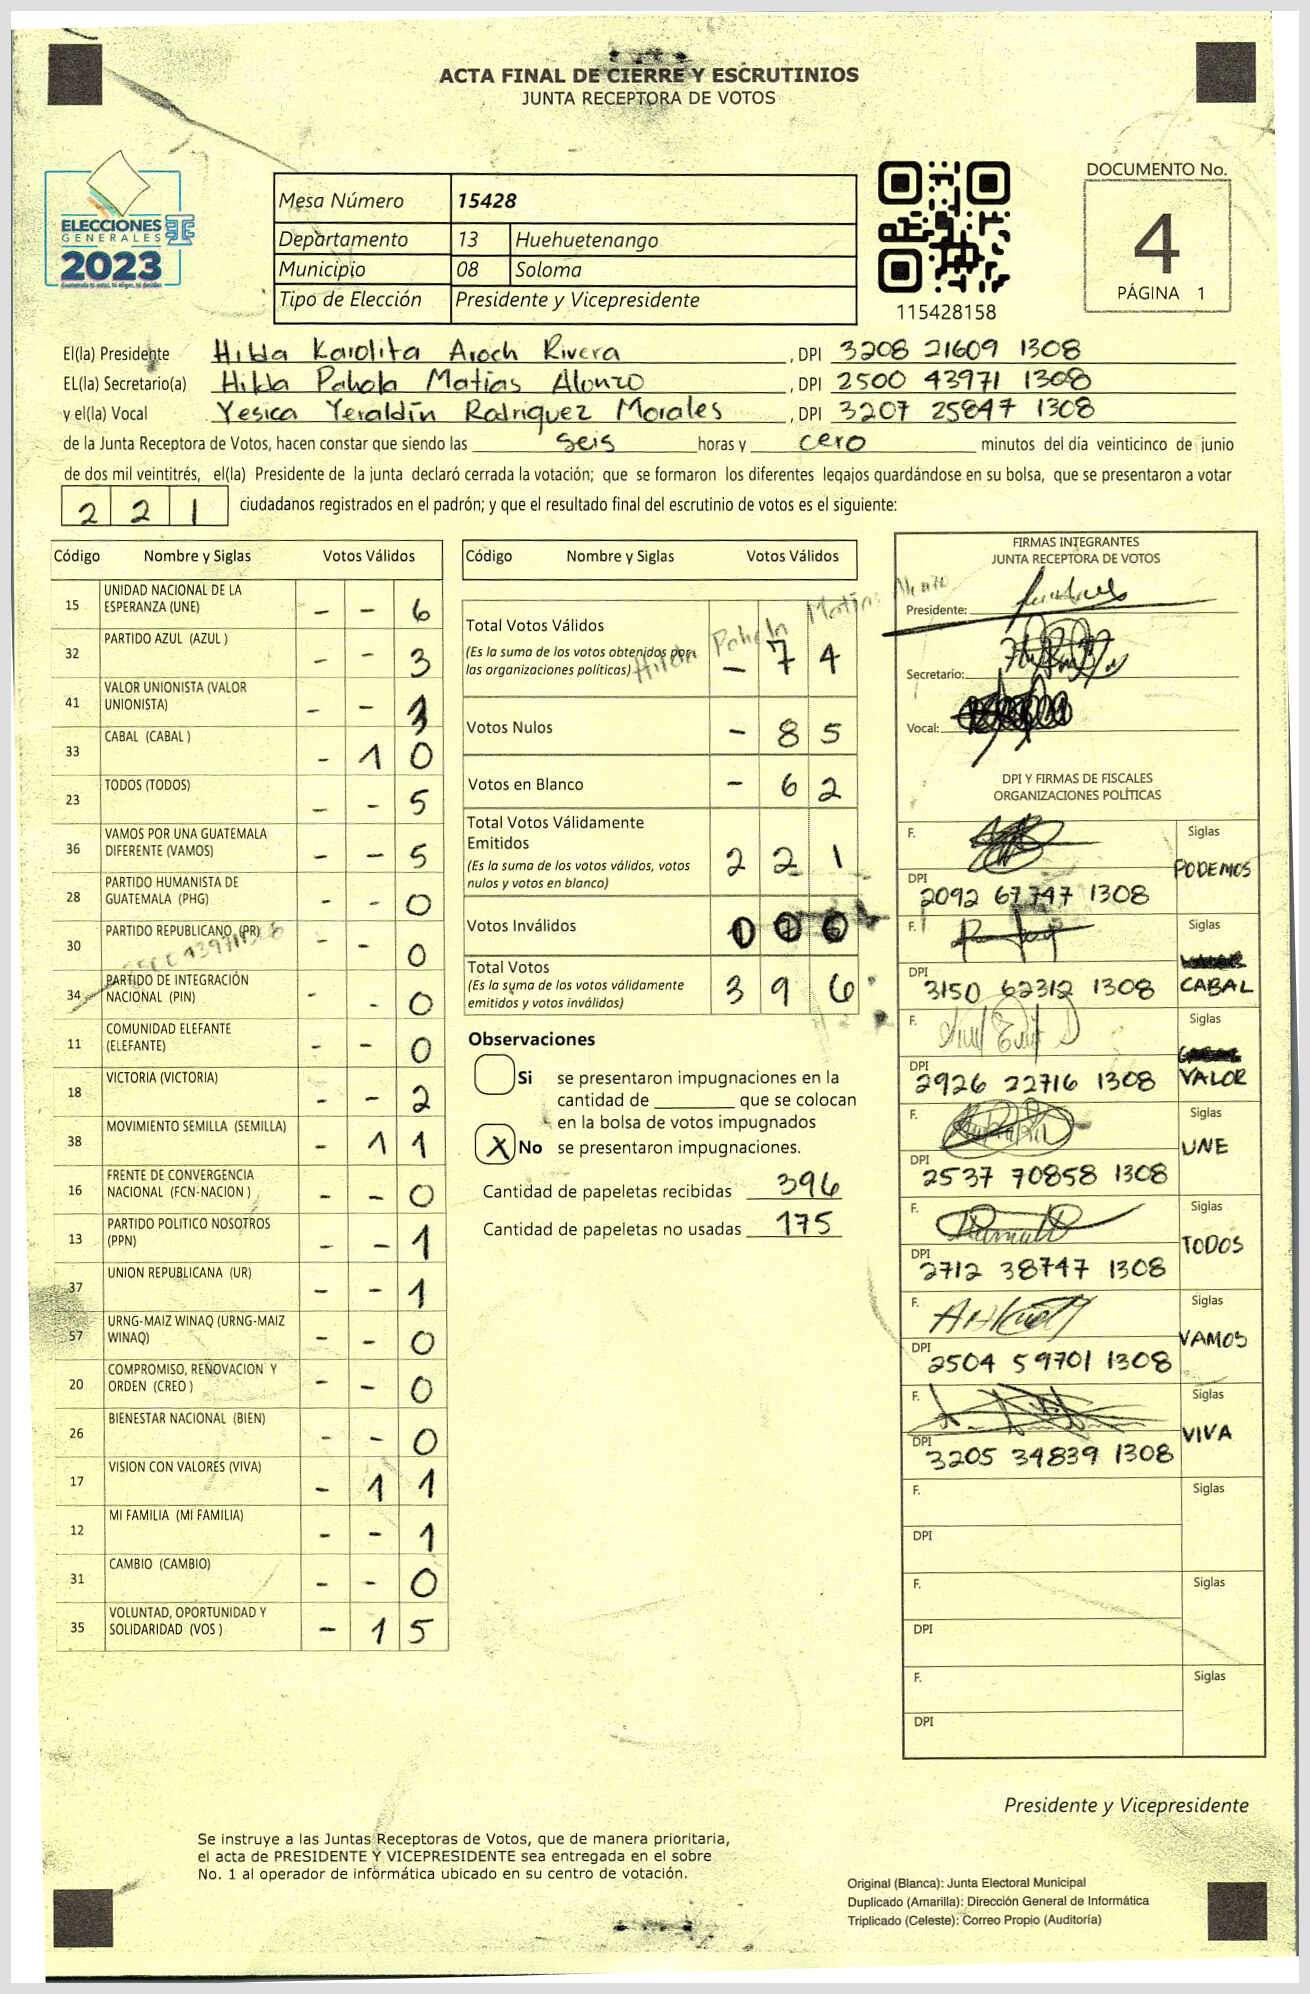 ACTA FINAL DE CIERRE Y ESCRUTINIOS
JUNTA RECEPTORA DE VOTOS
ELECCIONES
GENERALES
2023
Mesa Número 15428
Departamento 13 Huehuetenango
Municipio 08 Soloma
Tipo de Elección Presidente y Vicepresidente
115428158
DOCUMENTO No.
4
PÁGINA 1
El(la) Presidente Hilda Karolita Aroch Rivera , DPI 3208 21609 1308
EL(la) Secretario(a) Hilda Pahola Matias Alonzo , DPI 2500 43971 1308
y el(la) Vocal Yesica Yeraldín Rodriquez Morales , DPI 3207 25847 1308
de la Junta Receptora de Votos, hacen constar que siendo las seis horas y cero minutos del día veinticinco de junio
de dos mil veintitrés, el(la) Presidente de la junta declaró cerrada la votación; que se formaron los diferentes legajos guardándose en su bolsa, que se presentaron a votar
2 2 1 ciudadanos registrados en el padrón; y que el resultado final del escrutinio de votos es el siguiente:
Código Nombre y Siglas Votos Válidos
15 UNIDAD NACIONAL DE LA
ESPERANZA (UNE) - - 6
32 PARTIDO AZUL (AZUL ) - - 3
41 VALOR UNIONISTA (VALOR
UNIONISTA) - -
33 CABAL (CABAL ) - 1 0
23 TODOS (TODOS) - - 5
36 VAMOS POR UNA GUATEMALA
DIFERENTE (VAMOS) - - 5
28 PARTIDO HUMANISTA DE
GUATEMALA (PHG) - - 0
30 PARTIDO REPUBLICANO (PR) - - 0
34 PARTIDO DE INTEGRACIÓN
NACIONAL (PIN) - - 0
11 COMUNIDAD ELEFANTE
(ELEFANTE) - - 0
18 VICTORIA (VICTORIA) - - 2
38 MOVIMIENTO SEMILLA (SEMILLA) - 1 1
16 FRENTE DE CONVERGENCIA
NACIONAL (FCN-NACION ) - - 0
13 PARTIDO POLITICO NOSOTROS
(PPN) - - 1
37 UNION REPUBLICANA (UR) - - 1
57 URNG-MAIZ WINAQ (URNG-MAIZ
WINAQ) - - 0
20 COMPROMISO, RENOVACION Y
ORDEN (CREO ) - - 0
26 BIENESTAR NACIONAL (BIEN) - - 0
17 VISION CON VALORES (VIVA) - 1 1
12 MI FAMILIA (MI FAMILIA) - - 1
31 CAMBIO (CAMBIO) - - 0
35 VOLUNTAD, OPORTUNIDAD Y
SOLIDARIDAD (VOS ) - 1 5
Código Nombre y Siglas Votos Válidos
Pahola Matias Alonzo
Total Votos Válidos
(Es la suma de los votos obtenidos por
las organizaciones políticas) - 7 4
Votos Nulos - 8 5
Votos en Blanco - 6 2
Total Votos Válidamente
Emitidos
(Es la suma de los votos válidos, votos
nulos y votos en blanco) 2 2 1
Votos Inválidos 0 0 0
Total Votos
(Es la suma de los votos válidamente
emitidos y votos inválidos) 3 9 6
Observaciones
Si se presentaron impugnaciones en la
cantidad de ________ que se colocan
en la bolsa de votos impugnados
X No se presentaron impugnaciones.
Cantidad de papeletas recibidas 396
Cantidad de papeletas no usadas 175
FIRMAS INTEGRANTES
JUNTA RECEPTORA DE VOTOS
Presidente:
Secretario:
Vocal:
DPI Y FIRMAS DE FISCALES
ORGANIZACIONES POLÍTICAS
F. Siglas
PODEMOS
DPI 2092 67747 1308
F. Siglas
CABAL
DPI 3150 62312 1308
F. Siglas
VALOR
DPI 2926 22716 1308
F. Siglas
UNE
DPI 2537 70858 1308
F. Siglas
TODOS
DPI 2712 38747 1308
F. Siglas
VAMOS
DPI 2504 59701 1308
F. Siglas
VIVA
DPI 3205 34839 1308
F. Siglas
DPI
F. Siglas
DPI
F. Siglas
DPI
Presidente y Vicepresidente
Se instruye a las Juntas Receptoras de Votos, que de manera prioritaria,
el acta de PRESIDENTE Y VICEPRESIDENTE sea entregada en el sobre
No. 1 al operador de informática ubicado en su centro de votación.
Original (Blanca): Junta Electoral Municipal
Duplicado (Amarilla): Dirección General de Informática
Triplicado (Celeste): Correo Propio (Auditoría)